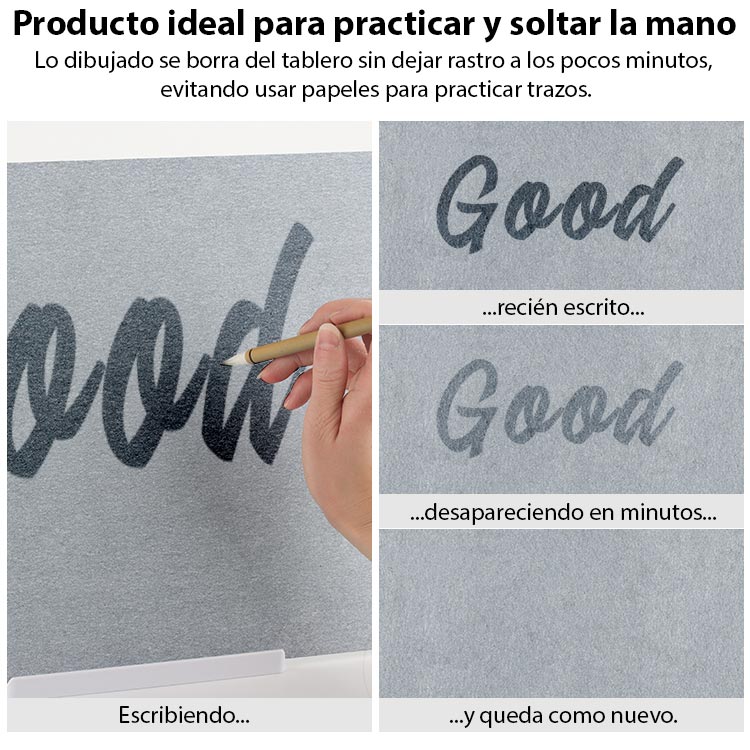 Producto ideal para practicar y soltar la mano
Lo dibujado se borra del tablero sin dejar rastro a los pocos minutos,
evitando usar papeles para practicar trazos.
ood
Escribiendo...
Good
...recién escrito...
Good
...desapareciendo en minutos...
...y queda como nuevo.